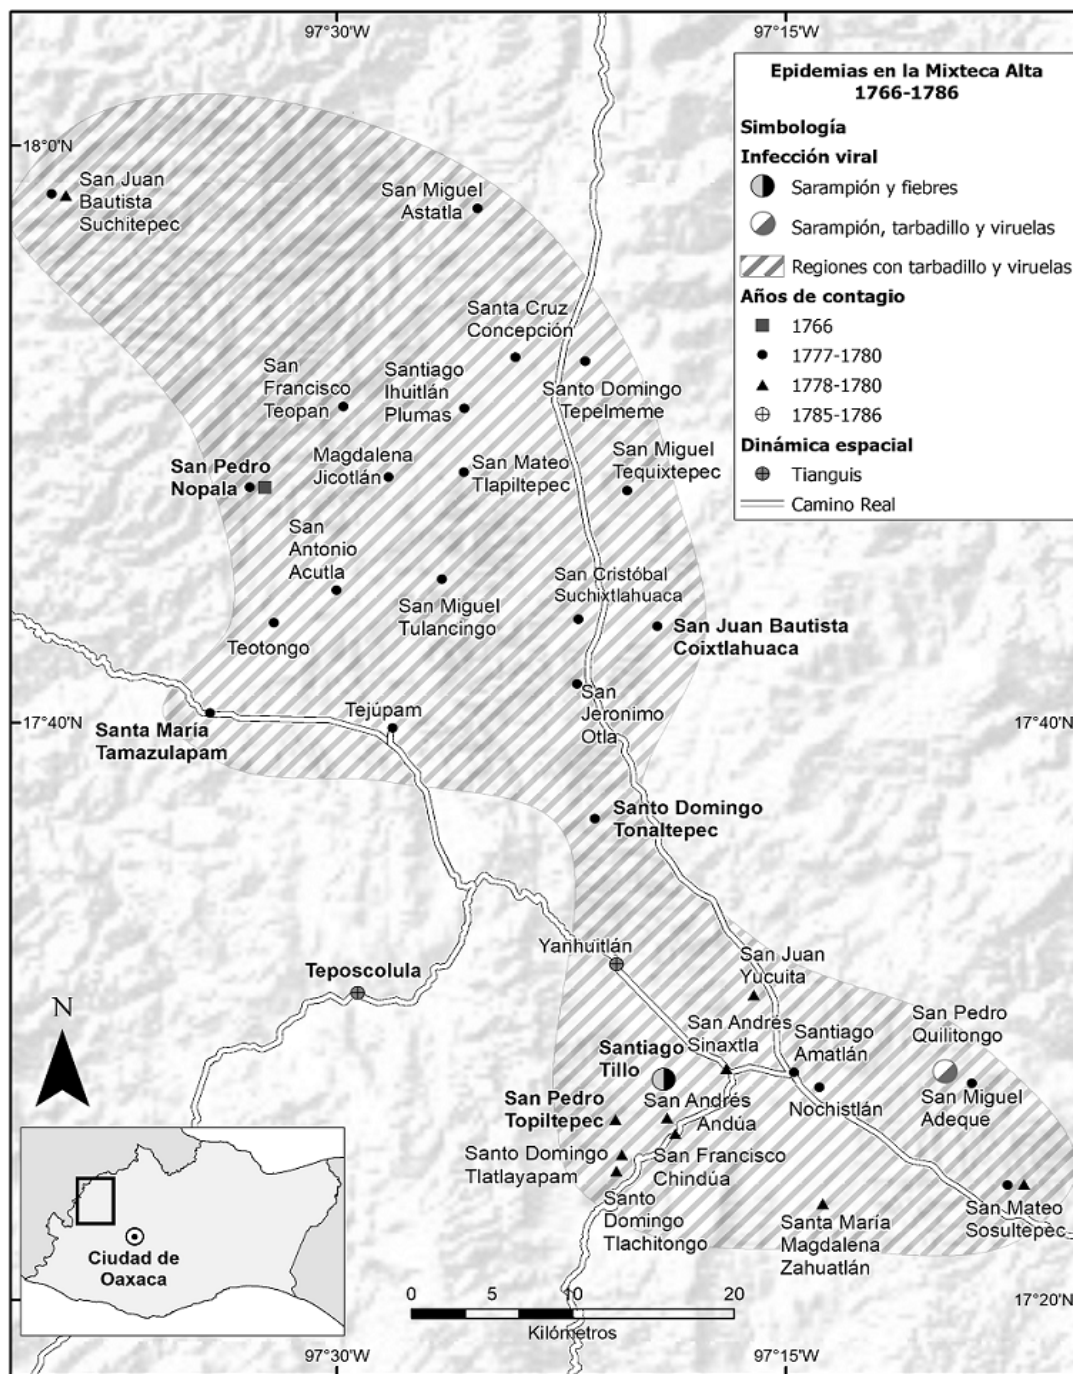 97°30'W
97°15'W
Epidemias en la Mixteca Alta
1766-1786
Simbología
Infección viral
Sarampión y fiebres
Sarampión, tarbadillo y viruelas
Regiones con tarbadillo y viruelas
Años de contagio
1766
1777-1780
1778-1780
1785-1786
Dinámica espacial
Tianguis
Camino Real
18°0'N
San Juan
Bautista
Suchitepec
San Miguel
Astatla
Santa Cruz
Concepción
San
Francisco
Teopan
Santiago
Ihuitlán
Plumas
Santo Domingo
Tepelmeme
San Pedro
Nopala
Magdalena
Jicotlán
San Mateo
Tlapiltepec
San Miguel
Tequixtepec
San
Antonio
Acutla
San Miguel
Tulancingo
San Cristóbal
Suchixtlahuaca
San Juan Bautista
Coixtlahuaca
Teotongo
San
Jeronimo
Otla
17°40'N
Santa María
Tamazulapam
Tejúpam
17°40'N
Santo Domingo
Tonaltepec
Yanhuitlán
San Juan
Yucuita
Teposcolula
San Andrés
Sinaxtla
Santiago
Amatlán
San Pedro
Quilitongo
N
Santiago
Tillo
San Pedro
Topiltepec
San Andrés
Andúa
Nochistlán
San Miguel
Adeque
Santo Domingo
Tlatlayapam
San Francisco
Chindúa
Santo
Domingo
Tlachitongo
Santa María
Magdalena
Zahuatlán
San Mateo
Sosultepec
Ciudad de
Oaxaca
0 5 10 20
Kilómetros
17°20'N
97°30'W
97°15'W